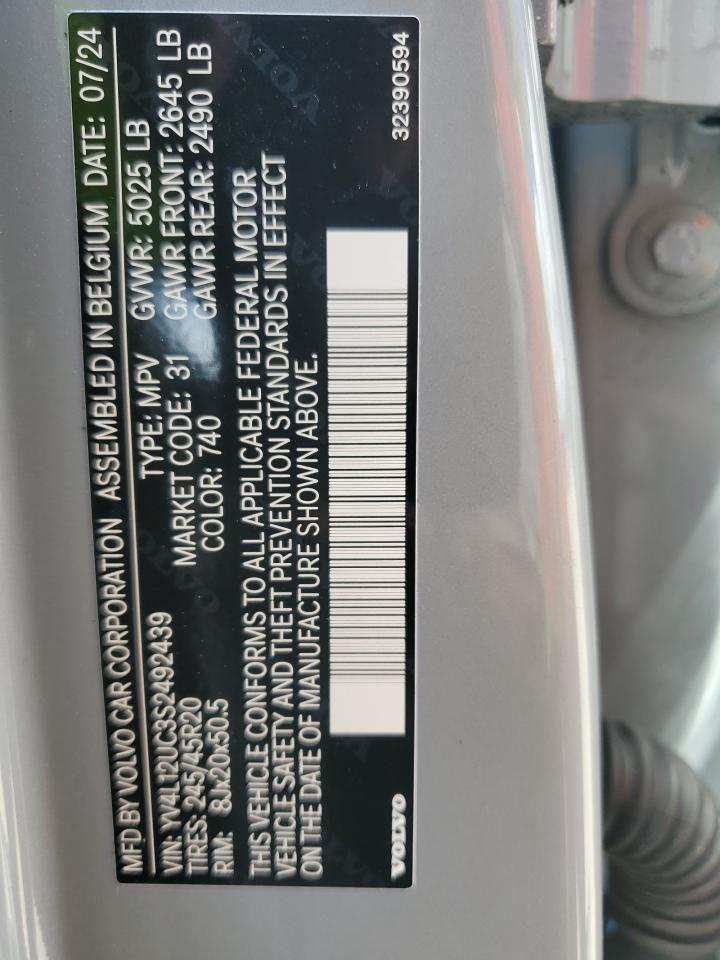 MFD BY VOLVO CAR CORPORATION ASSEMBLED IN BELGIUM DATE: 07/24
VIN: YV4L12UC3S2492439 TYPE: MPV GVWR: 5025 LB
TIRES: 245/45R20 MARKET CODE: 31 GAWR FRONT: 2645 LB
RIM: 8Jx20x50.5 COLOR: 740 GAWR REAR: 2490 LB
THIS VEHICLE CONFORMS TO ALL APPLICABLE FEDERAL MOTOR
VEHICLE SAFETY AND THEFT PREVENTION STANDARDS IN EFFECT
ON THE DATE OF MANUFACTURE SHOWN ABOVE.
VOLVO 32390594